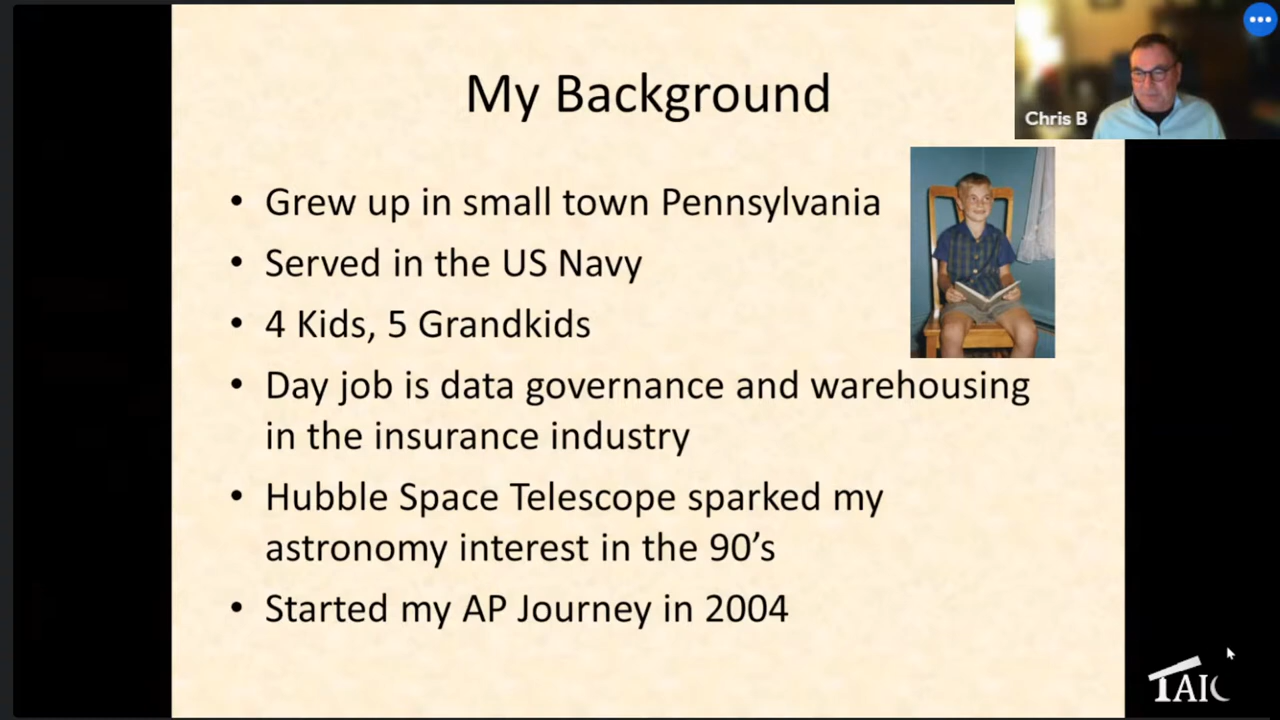 My Background
Chris B
• Grew up in small town Pennsylvania
• Served in the US Navy
• 4 Kids, 5 Grandkids
• Day job is data governance and warehousing
in the insurance industry
• Hubble Space Telescope sparked my
astronomy interest in the 90’s
• Started my AP Journey in 2004
TAIC